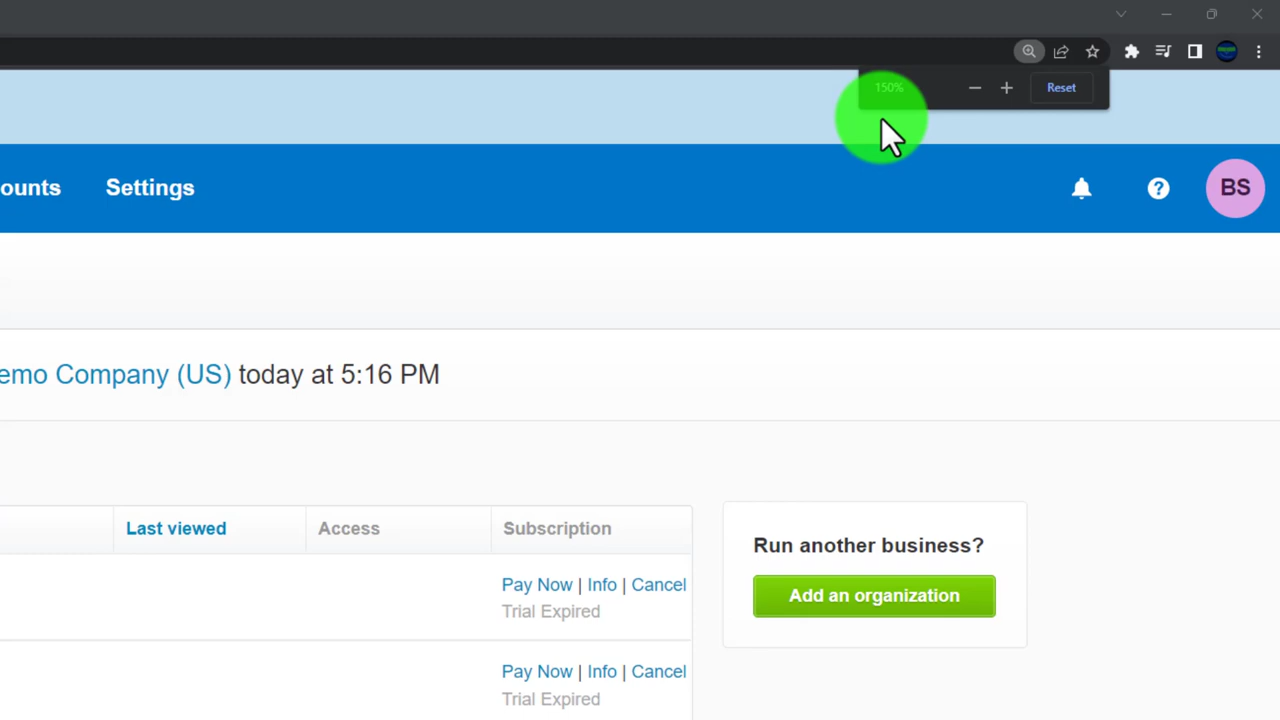 150%
Reset
ounts
Settings
BS
emo Company (US) today at 5:16 PM
Last viewed
Access
Subscription
Run another business?
Add an organization
Pay Now | Info | Cancel
Trial Expired
Pay Now | Info | Cancel
Trial Expired